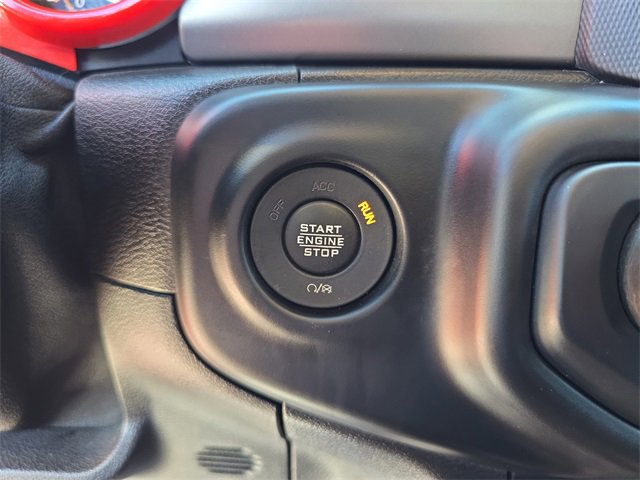 ACC
OFF
RUN
START
ENGINE
STOP